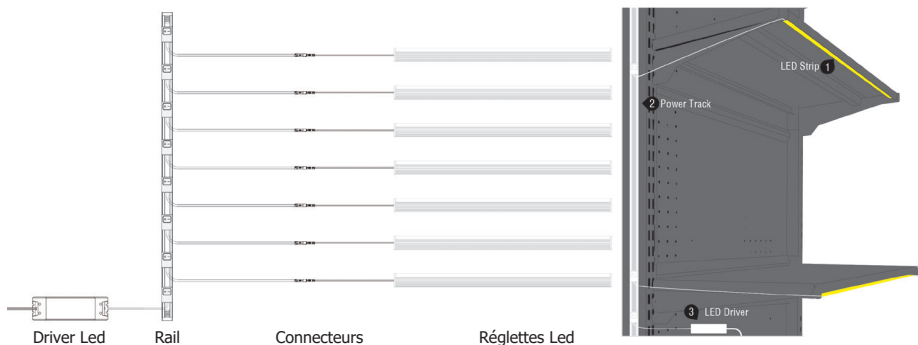 LED Strip 1
2 Power Track
3 LED Driver
Driver Led
Rail
Connecteurs
Réglettes Led